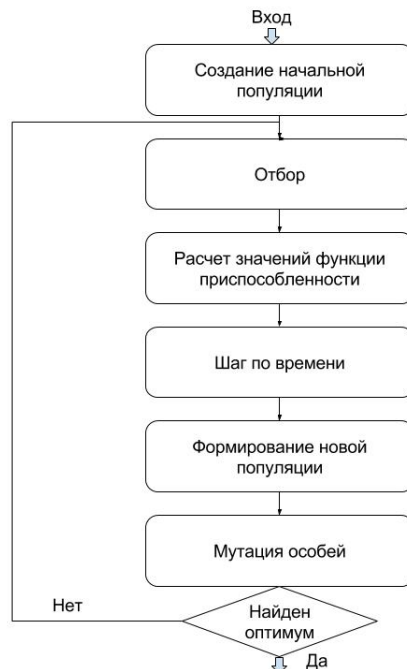 Вход
Создание начальной
популяции
Отбор
Расчет значений функции
приспособленности
Шаг по времени
Формирование новой
популяции
Мутация особей
Нет
Найден
оптимум
Да